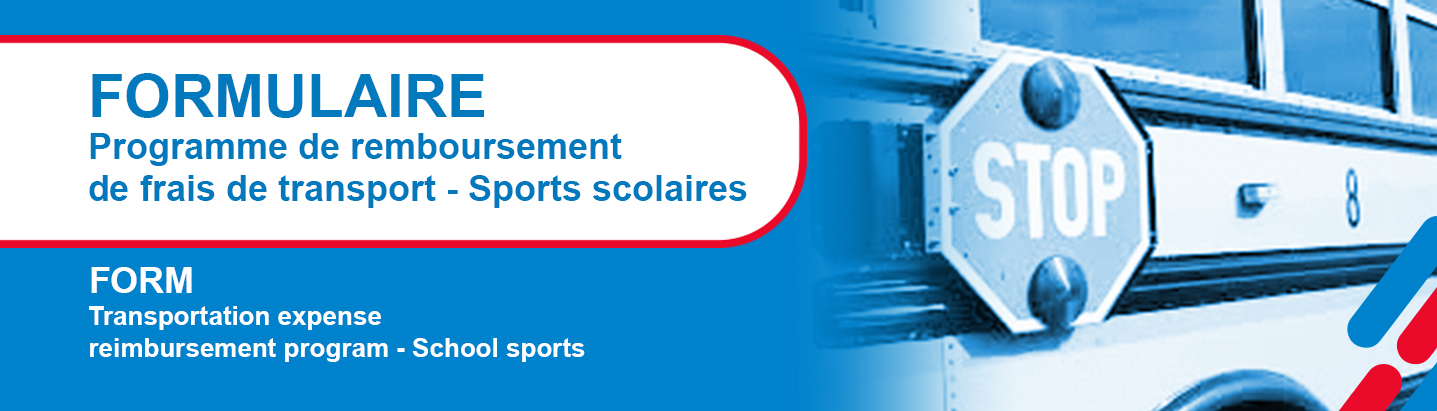 FORMULAIRE
Programme de remboursement
de frais de transport - Sports scolaires
FORM
Transportation expense
reimbursement program - School sports
STOP
8